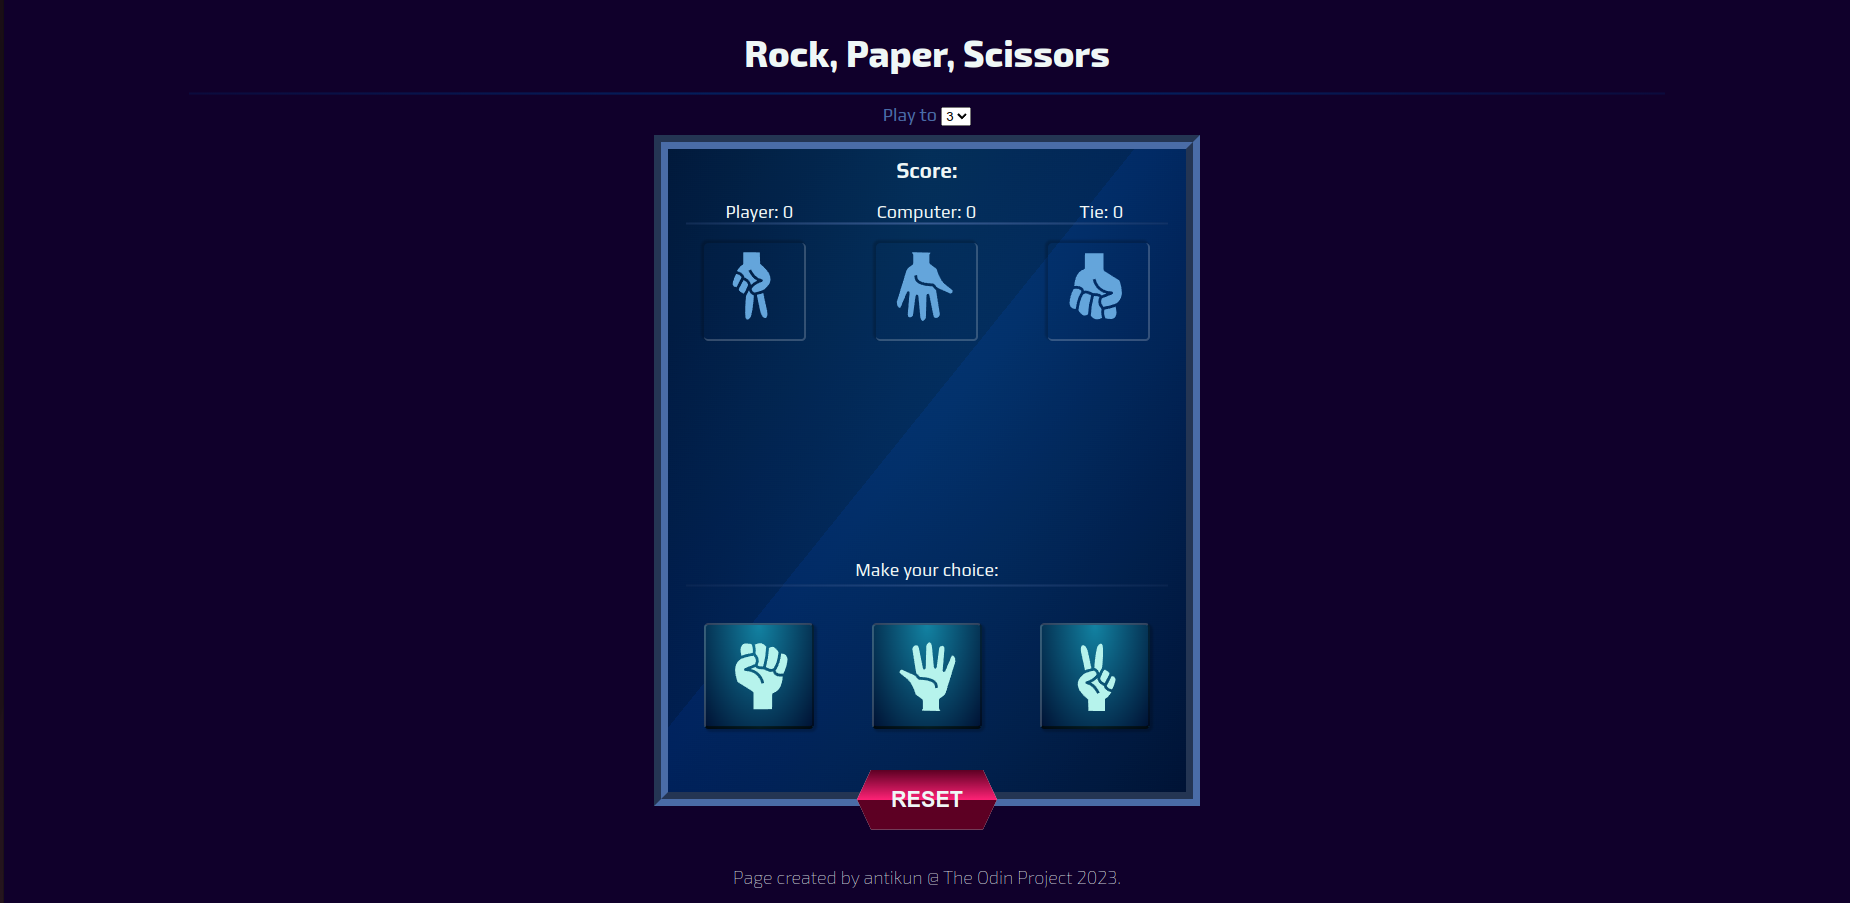 Rock, Paper, Scissors
Play to 3
Score:
Player: 0 Computer: 0 Tie: 0
Make your choice:
RESET
Page created by antikun @ The Odin Project 2023.